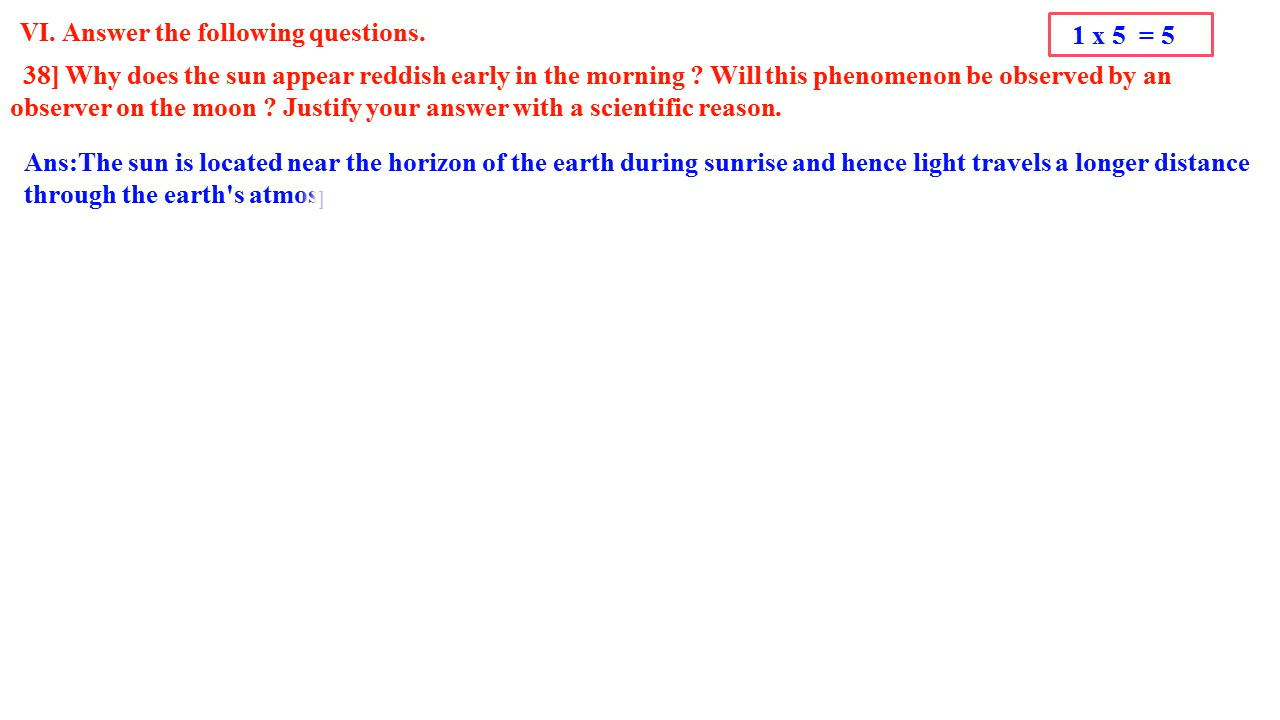 VI. Answer the following questions.
1 x 5 = 5
38] Why does the sun appear reddish early in the morning ? Will this phenomenon be observed by an
observer on the moon ? Justify your answer with a scientific reason.
Ans:The sun is located near the horizon of the earth during sunrise and hence light travels a longer distance
through the earth's